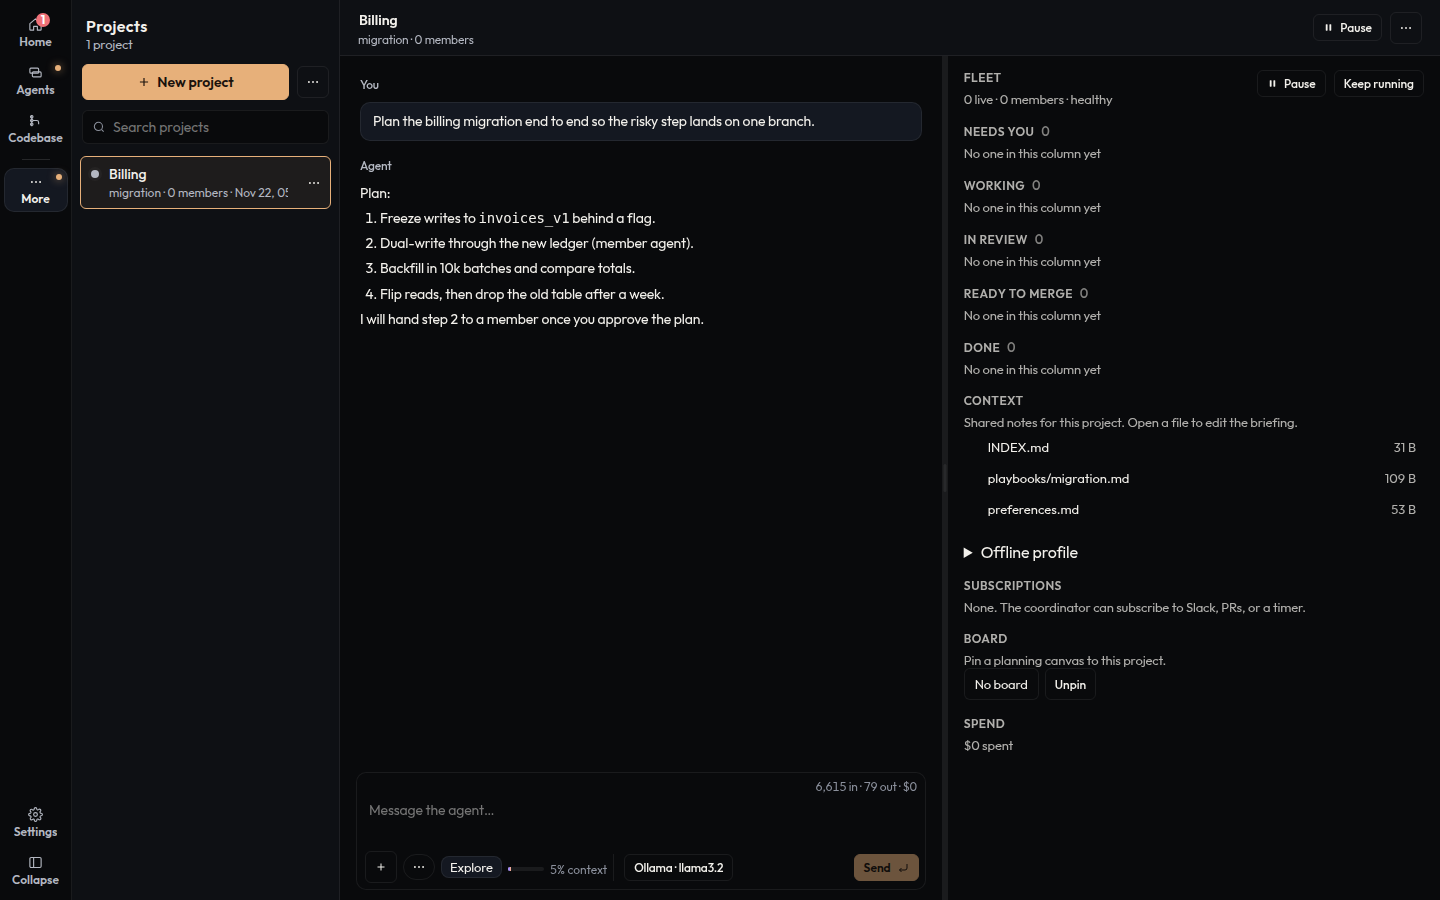 1
Home
Agents
Codebase
More
Settings
Collapse
Projects
1 project
New project
Search projects
Billing
migration · 0 members · Nov 22, 05
Billing
migration · 0 members
Pause
You
Plan the billing migration end to end so the risky step lands on one branch.
Agent
Plan:
1. Freeze writes to invoices_v1 behind a flag.
2. Dual-write through the new ledger (member agent).
3. Backfill in 10k batches and compare totals.
4. Flip reads, then drop the old table after a week.
I will hand step 2 to a member once you approve the plan.
6,615 in · 79 out · $0
Message the agent...
Explore
5% context
Ollama · llama3.2
Send
FLEET
0 live · 0 members · healthy
Pause
Keep running
NEEDS YOU 0
No one in this column yet
WORKING 0
No one in this column yet
IN REVIEW 0
No one in this column yet
READY TO MERGE 0
No one in this column yet
DONE 0
No one in this column yet
CONTEXT
Shared notes for this project. Open a file to edit the briefing.
INDEX.md 31 B
playbooks/migration.md 109 B
preferences.md 53 B
Offline profile
SUBSCRIPTIONS
None. The coordinator can subscribe to Slack, PRs, or a timer.
BOARD
Pin a planning canvas to this project.
No board
Unpin
SPEND
$0 spent